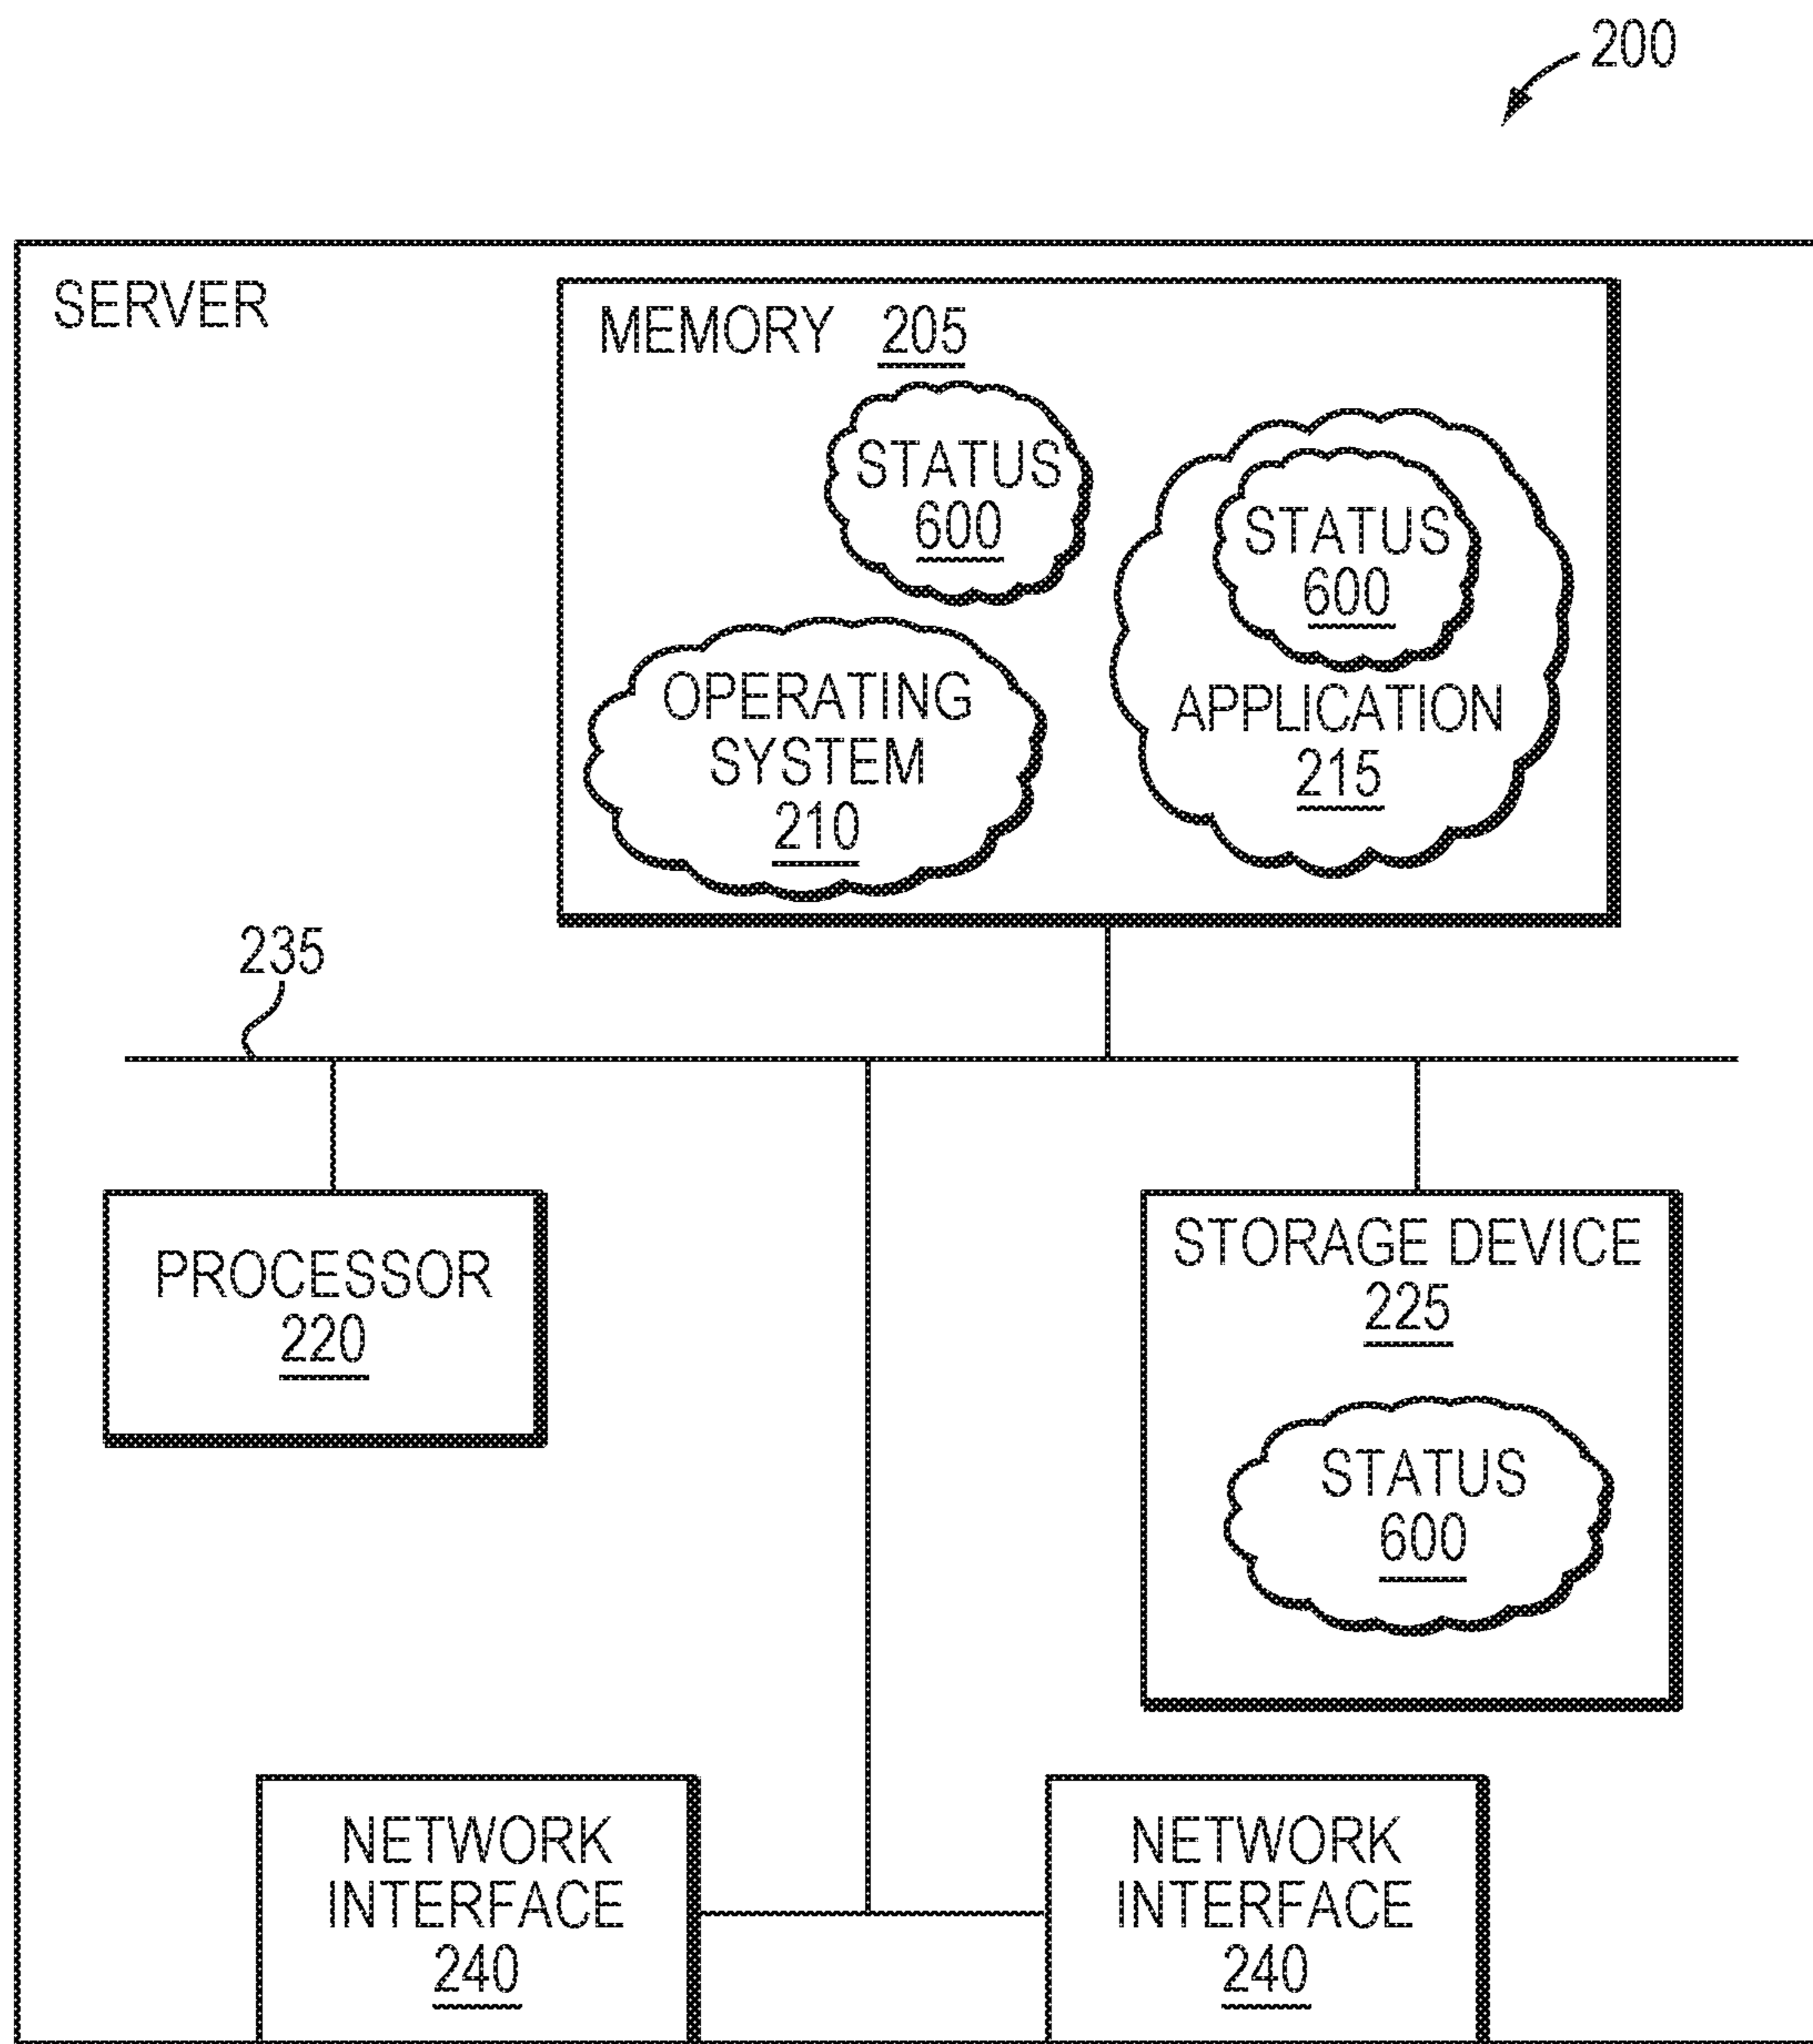 200
SERVER
MEMORY 205
STATUS
600
STATUS
600
OPERATING
SYSTEM
210
APPLICATION
215
235
PROCESSOR
220
STORAGE DEVICE
225
STATUS
600
NETWORK
INTERFACE
240
NETWORK
INTERFACE
240